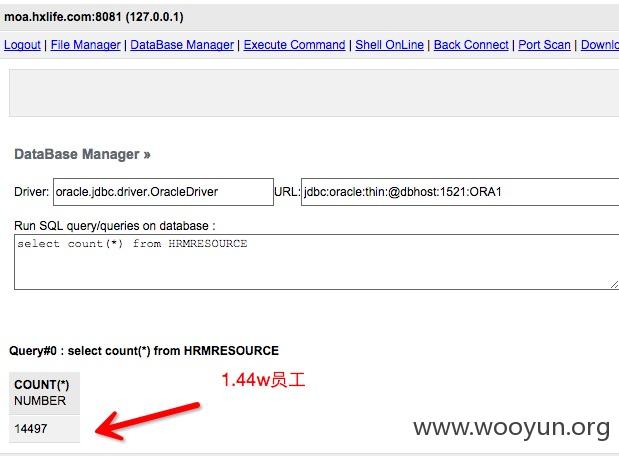 moa.hxlife.com:8081 (127.0.0.1)
Logout | File Manager | DataBase Manager | Execute Command | Shell OnLine | Back Connect | Port Scan | Downlo
DataBase Manager »
Driver: oracle.jdbc.driver.OracleDriver URL: jdbc:oracle:thin:@dbhost:1521:ORA1
Run SQL query/queries on database :
select count(*) from HRMRESOURCE
Query#0 : select count(*) from HRMRESOURCE
COUNT(*)
NUMBER
1.44w员工
14497
www.wooyun.org